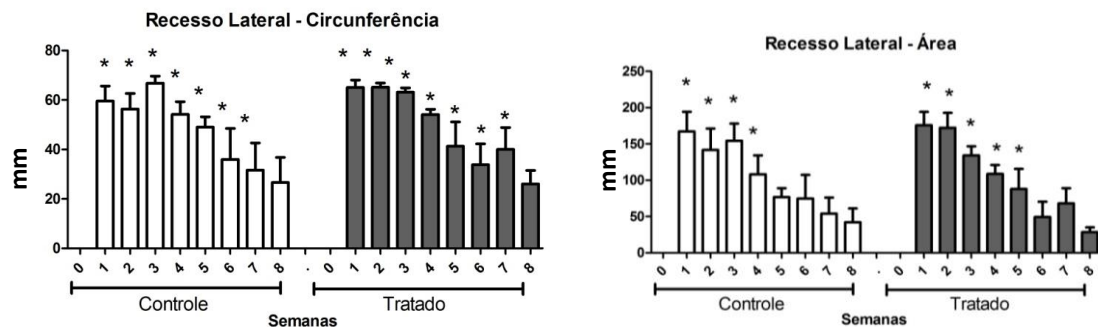 Recesso Lateral - Circunferência
mm
80
60
40
20
0
* * * * * * *
* * * * * * * *
0 1 2 3 4 5 6 7 8 . 0 1 2 3 4 5 6 7 8
Controle Tratado
Semanas
Recesso Lateral - Área
mm
250
200
150
100
50
0
* * * *
* * * * *
0 1 2 3 4 5 6 7 8 . 0 1 2 3 4 5 6 7 8
Controle Tratado
Semanas